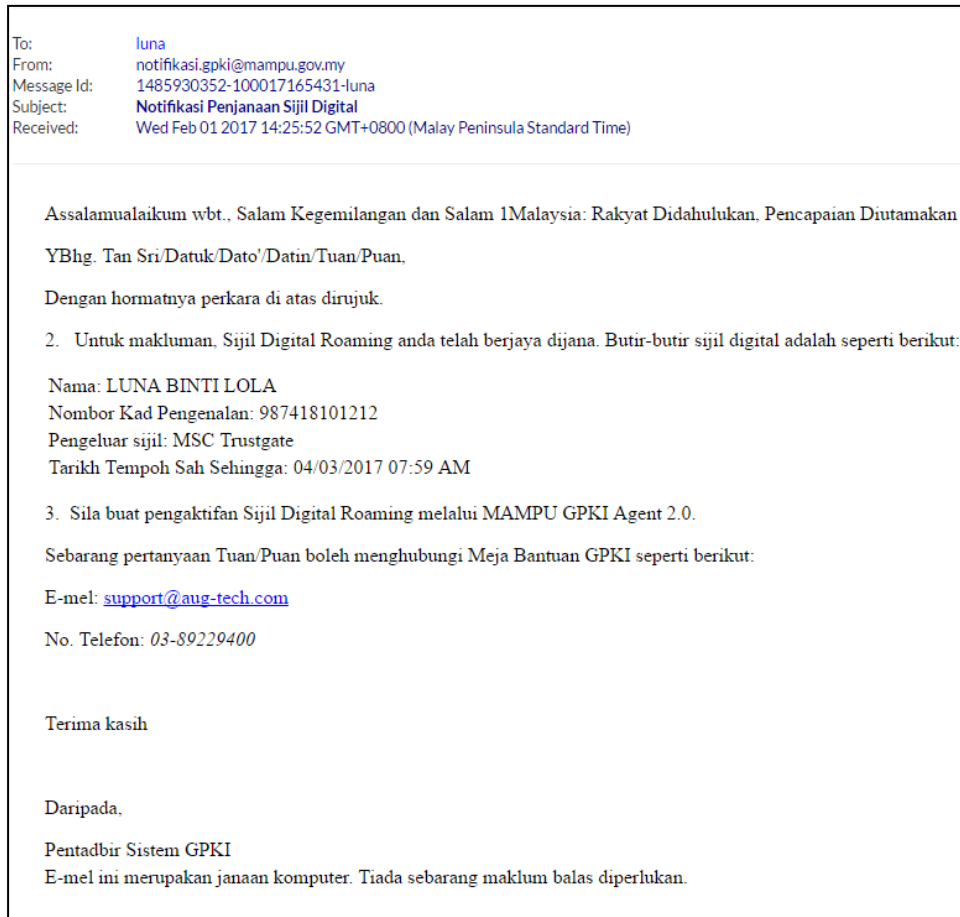 To: luna
From: notifikasi.gpki@mampu.gov.my
Message Id: 1485930352-100017165431-luna
Subject: Notifikasi Penjanaan Sijil Digital
Received: Wed Feb 01 2017 14:25:52 GMT+0800 (Malay Peninsula Standard Time)
Assalamualaikum wbt., Salam Kegemilangan dan Salam 1Malaysia: Rakyat Didahulukan, Pencapaian Diutamakan
YBhg. Tan Sri/Datuk/Dato'/Datin/Tuan/Puan,
Dengan hormatnya perkara di atas dirujuk.
2. Untuk makluman, Sijil Digital Roaming anda telah berjaya dijana. Butir-butir sijil digital adalah seperti berikut:
Nama: LUNA BINTI LOLA
Nombor Kad Pengenalan: 987418101212
Pengeluar sijil: MSC Trustgate
Tarikh Tempoh Sah Sehingga: 04/03/2017 07:59 AM
3. Sila buat pengaktifan Sijil Digital Roaming melalui MAMPU GPKI Agent 2.0.
Sebarang pertanyaan Tuan/Puan boleh menghubungi Meja Bantuan GPKI seperti berikut:
E-mel: support@aug-tech.com
No. Telefon: 03-89229400
Terima kasih
Daripada,
Pentadbir Sistem GPKI
E-mel ini merupakan janaan komputer. Tiada sebarang maklum balas diperlukan.